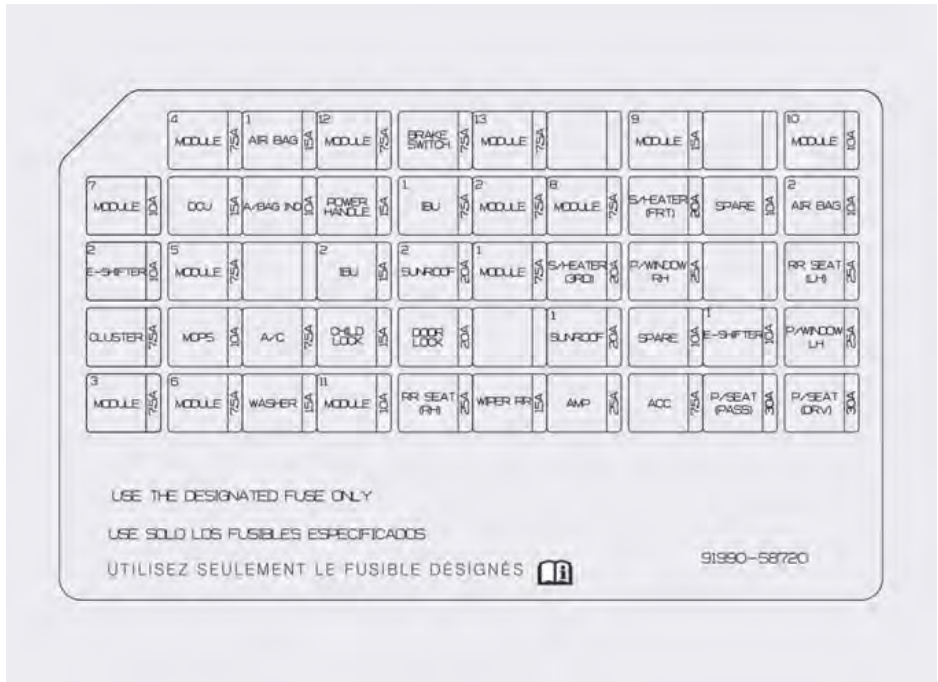 4 MODULE 7.5A 1 AIR BAG 15A 12 MODULE 7.5A BRAKE SWITCH 7.5A 13 MODULE 7.5A 9 MODULE 15A 10 MODULE 10A
7 MODULE 10A DCU 15A A/BAG IND 10A POWER HANDLE 15A 1 IBU 7.5A 2 MODULE 7.5A 8 MODULE 7.5A S/HEATER (FRT) 20A SPARE 10A 2 AIR BAG 10A
2 E-SHIFTER 10A 5 MODULE 7.5A 2 IBU 15A 2 SUNROOF 20A 1 MODULE 7.5A S/HEATER (3RD) 20A P/WINDOW RH 25A RR SEAT (LH) 25A
CLUSTER 7.5A MDPS 10A A/C 7.5A CHILD LOCK 15A DOOR LOCK 20A 1 SUNROOF 20A SPARE 10A 1 E-SHIFTER 10A P/WINDOW LH 25A
3 MODULE 7.5A 6 MODULE 7.5A WASHER 15A 11 MODULE 10A RR SEAT (RH) 25A WIPER RR 15A AMP 25A ACC 7.5A P/SEAT (PASS) 30A P/SEAT (DRV) 30A
USE THE DESIGNATED FUSE ONLY
USE SOLO LOS FUSIBLES ESPECIFICADOS
UTILISEZ SEULEMENT LE FUSIBLE DÉSIGNÉS
91990-S8720